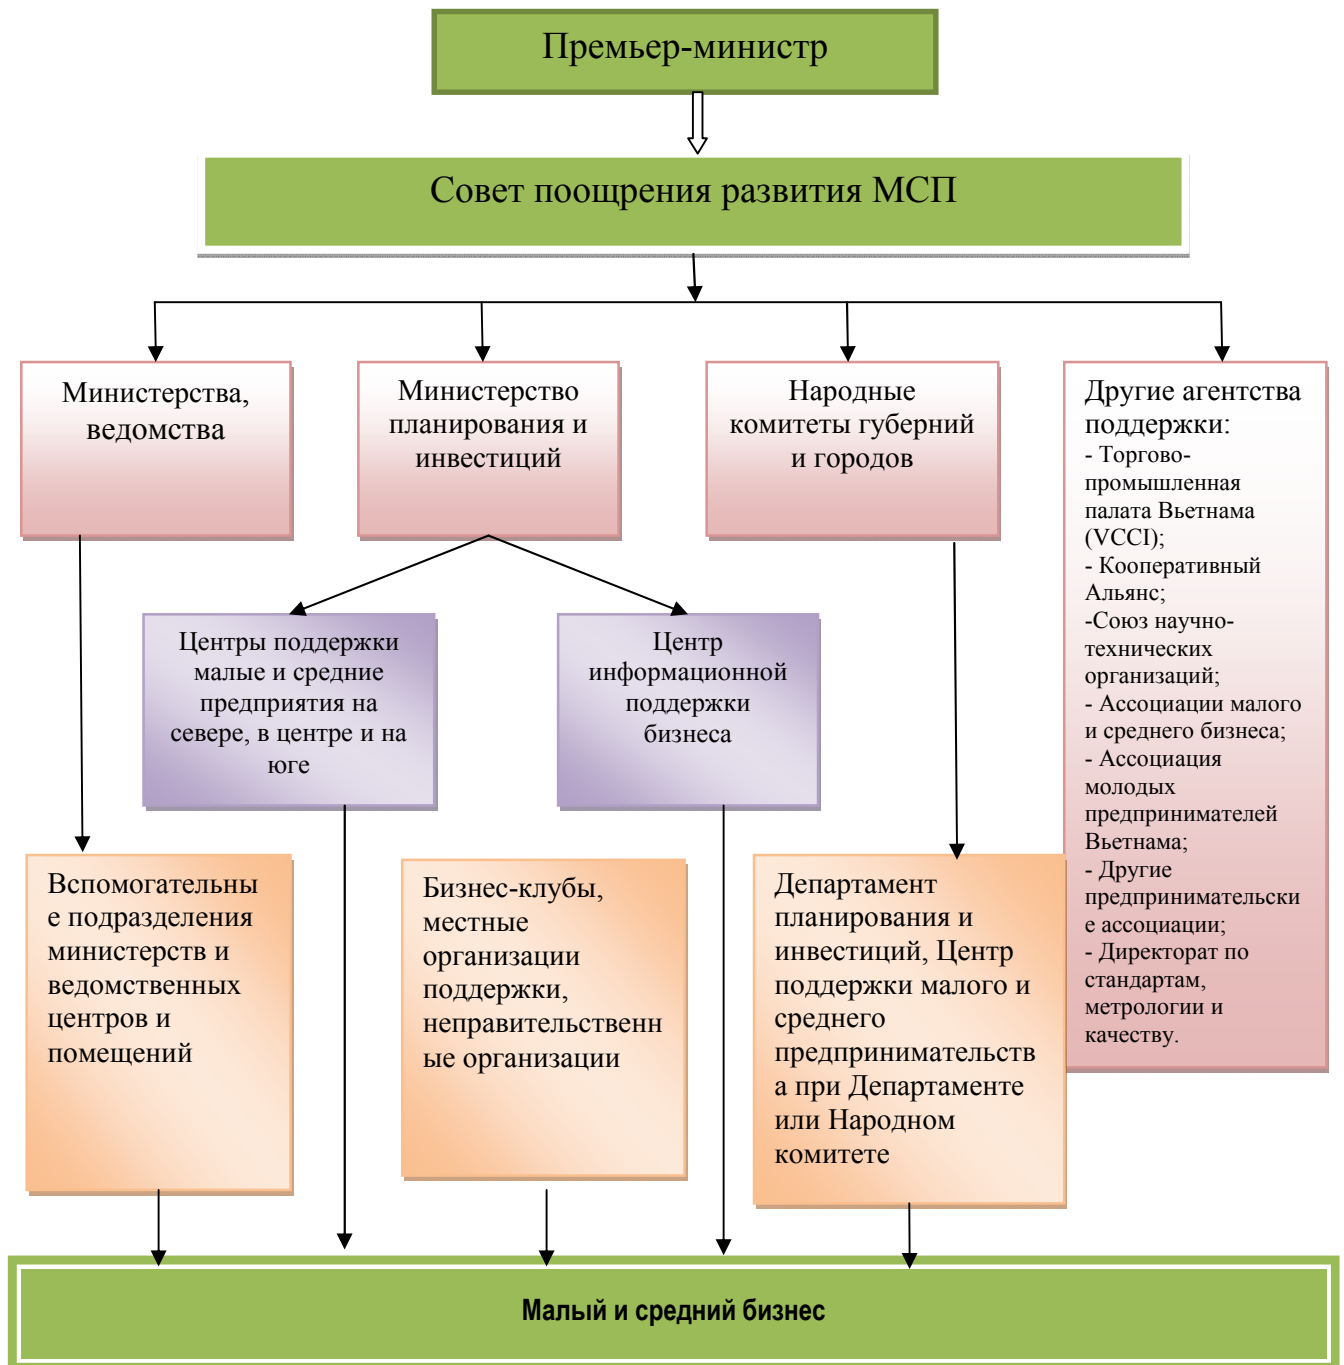 Премьер-министр
Совет поощрения развития МСП
Министерства,
ведомства
Министерство
планирования и
инвестиций
Народные
комитеты губерний
и городов
Другие агентства
поддержки:
- Торгово-
промышленная
палата Вьетнама
(VCCI);
- Кооперативный
Альянс;
-Союз научно-
технических
организаций;
- Ассоциации малого
и среднего бизнеса;
- Ассоциация
молодых
предпринимателей
Вьетнама;
- Другие
предпринимательски
е ассоциации;
- Директорат по
стандартам,
метрологии и
качеству.
Центры поддержки
малые и средние
предприятия на
севере, в центре и на
юге
Центр
информационной
поддержки
бизнеса
Вспомогательны
е подразделения
министерств и
ведомственных
центров и
помещений
Бизнес-клубы,
местные
организации
поддержки,
неправительственн
ые организации
Департамент
планирования и
инвестиций, Центр
поддержки малого и
среднего
предпринимательств
а при Департаменте
или Народном
комитете
Малый и средний бизнес